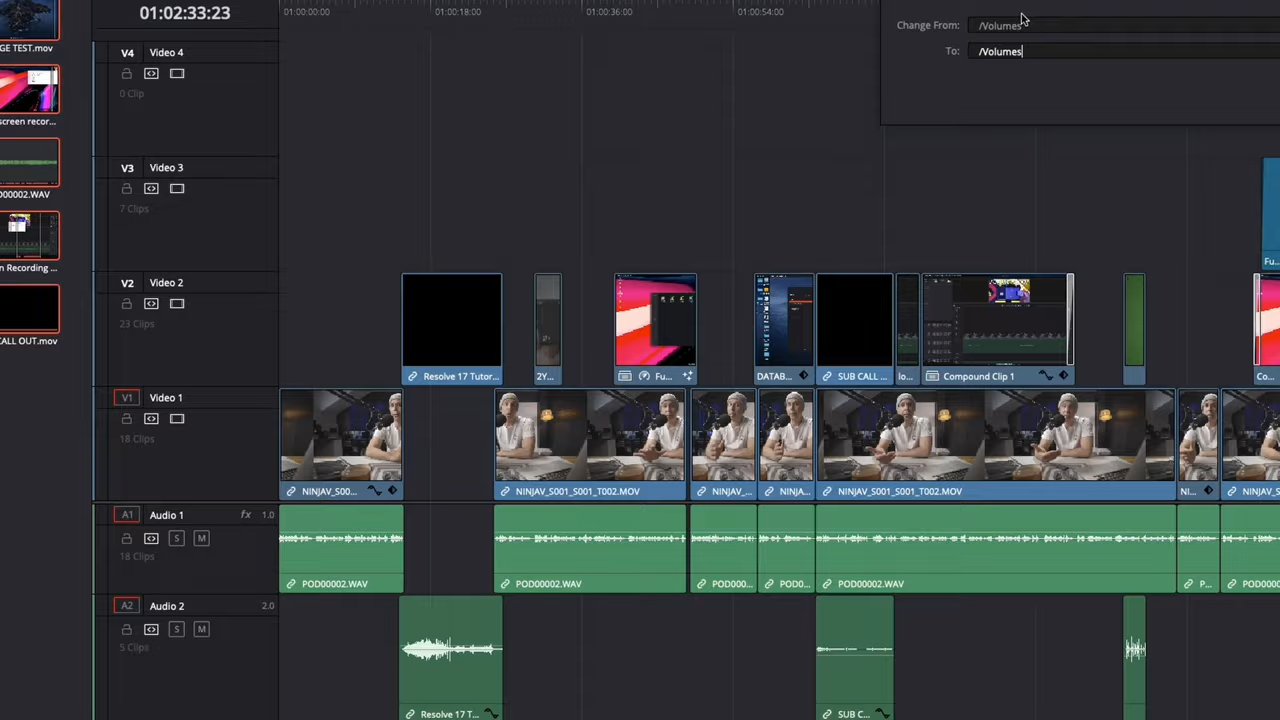 01:02:33:23
01:00:00:00
01:00:18:00
01:00:36:00
01:00:54:00
Change From: /Volumes
To: /Volumes
GE TEST.mov
screen recor...
D00002.WAV
n Recording ...
CALL OUT.mov
V4 Video 4
0 Clip
V3 Video 3
7 Clips
Fu...
V2 Video 2
23 Clips
Resolve 17 Tutor...
2Y...
Fu...
DATAB...
SUB CALL ...
lo...
Compound Clip 1
Co...
V1 Video 1
18 Clips
NINJAV_S00...
NINJAV_S001_S001_T002.MOV
NINJAV_...
NINJA...
NINJAV_S001_S001_T002.MOV
NI...
NINJAV_S
A1 Audio 1 fx 1.0
S M
18 Clips
POD00002.WAV
POD00002.WAV
POD000...
POD0...
POD00002.WAV
P...
POD0000
A2 Audio 2 2.0
S M
5 Clips
Resolve 17 T...
SUB C...